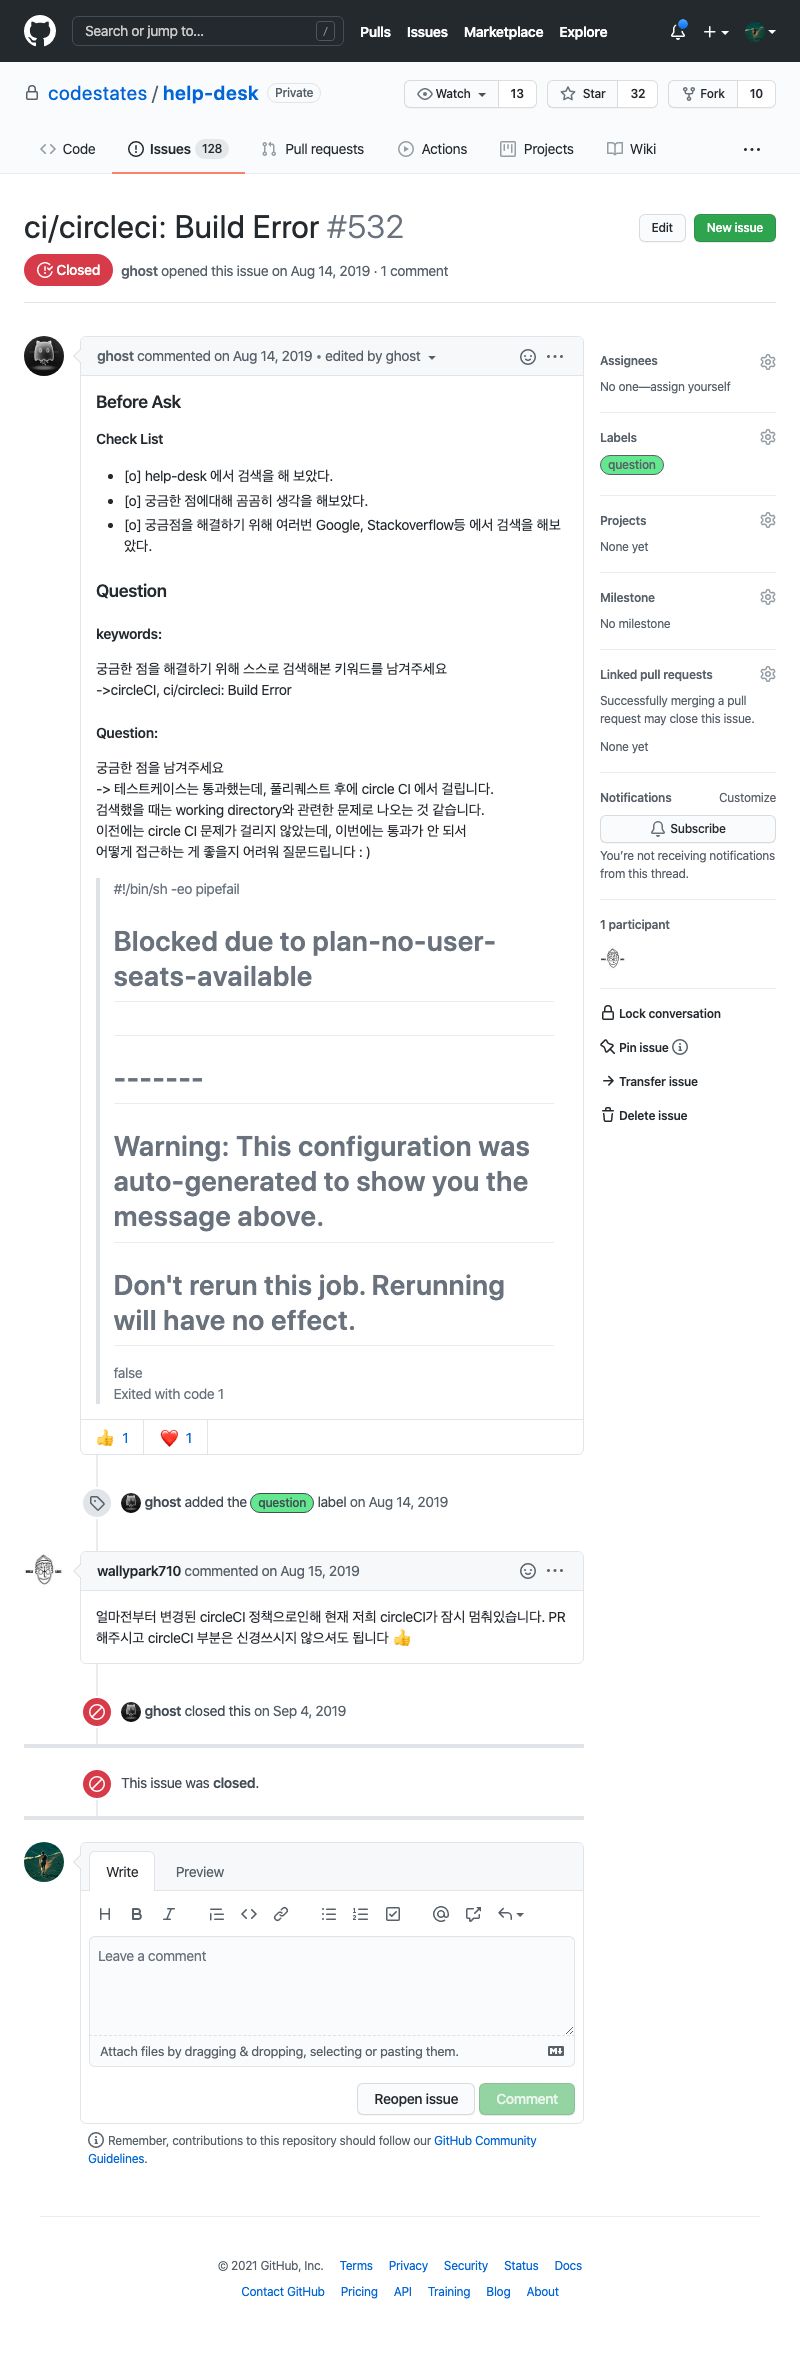 Search or jump to... /
Pulls Issues Marketplace Explore
codestates / help-desk Private
Watch 13 Star 32 Fork 10
Code Issues 128 Pull requests Actions Projects Wiki
ci/circleci: Build Error #532
Edit New issue
Closed ghost opened this issue on Aug 14, 2019 · 1 comment
ghost commented on Aug 14, 2019 • edited by ghost
Before Ask
Check List
[o] help-desk 에서 검색을 해 보았다.
[o] 궁금한 점에대해 곰곰히 생각을 해보았다.
[o] 궁금점을 해결하기 위해 여러번 Google, Stackoverflow등 에서 검색을 해보
았다.
Question
keywords:
궁금한 점을 해결하기 위해 스스로 검색해본 키워드를 남겨주세요
->circleCI, ci/circleci: Build Error
Question:
궁금한 점을 남겨주세요
-> 테스트케이스는 통과했는데, 풀리퀘스트 후에 circle CI 에서 걸립니다.
검색했을 때는 working directory와 관련한 문제로 나오는 것 같습니다.
이전에는 circle CI 문제가 걸리지 않았는데, 이번에는 통과가 안 되서
어떻게 접근하는 게 좋을지 어려워 질문드립니다 : )
#!/bin/sh -eo pipefail
Blocked due to plan-no-user-
seats-available
-------
Warning: This configuration was
auto-generated to show you the
message above.
Don't rerun this job. Rerunning
will have no effect.
false
Exited with code 1
👍 1 ❤️ 1
ghost added the question label on Aug 14, 2019
wallypark710 commented on Aug 15, 2019
얼마전부터 변경된 circleCI 정책으로인해 현재 저희 circleCI가 잠시 멈춰있습니다. PR
해주시고 circleCI 부분은 신경쓰시지 않으셔도 됩니다 👍
ghost closed this on Sep 4, 2019
This issue was closed.
Assignees
No one—assign yourself
Labels
question
Projects
None yet
Milestone
No milestone
Linked pull requests
Successfully merging a pull
request may close this issue.
None yet
Notifications Customize
Subscribe
You're not receiving notifications
from this thread.
1 participant
Lock conversation
Pin issue
Transfer issue
Delete issue
Write Preview
Leave a comment
Attach files by dragging & dropping, selecting or pasting them.
Reopen issue Comment
Remember, contributions to this repository should follow our GitHub Community
Guidelines.
© 2021 GitHub, Inc. Terms Privacy Security Status Docs
Contact GitHub Pricing API Training Blog About